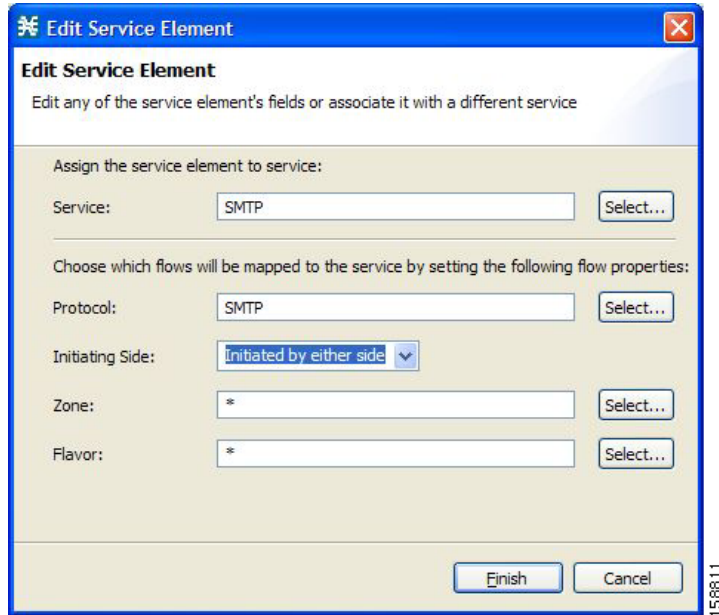 Edit Service Element
Edit Service Element
Edit any of the service element's fields or associate it with a different service
Assign the service element to service:
Service: SMTP Select...
Choose which flows will be mapped to the service by setting the following flow properties:
Protocol: SMTP Select...
Initiating Side: Initiated by either side
Zone: * Select...
Flavor: * Select...
Finish Cancel
158811